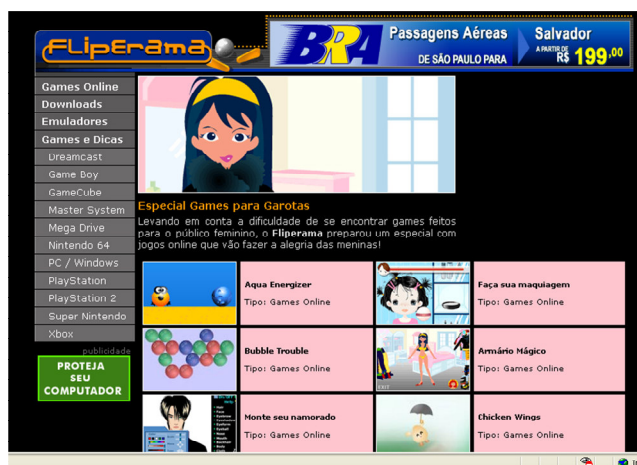 FLiPErama
BRA
Passagens Aéreas
DE SÃO PAULO PARA
Salvador
A PARTIR DE
R$ 199,00
Games Online
Downloads
Emuladores
Games e Dicas
Dreamcast
Game Boy
GameCube
Master System
Mega Drive
Nintendo 64
PC / Windows
PlayStation
PlayStation 2
Super Nintendo
Xbox
publicidade
PROTEJA
SEU
COMPUTADOR
Especial Games para Garotas
Levando em conta a dificuldade de se encontrar games feitos
para o público feminino, o Fliperama preparou um especial com
jogos online que vão fazer a alegria das meninas!
Aqua Energizer
Tipo: Games Online
Faça sua maquiagem
Tipo: Games Online
Bubble Trouble
Tipo: Games Online
Armário Mágico
Tipo: Games Online
EXIT
Monte seu namorado
Tipo: Games Online
Chicken Wings
Tipo: Games Online